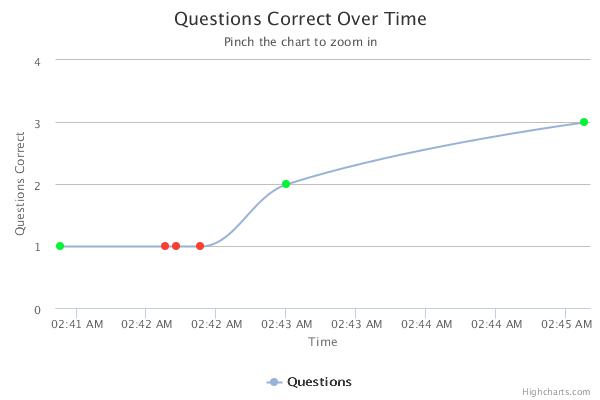 Questions Correct Over Time
Pinch the chart to zoom in
4
3
2
1
0
Questions Correct
02:41 AM 02:42 AM 02:42 AM 02:43 AM 02:43 AM 02:44 AM 02:44 AM 02:45 AM
Time
Questions
Highcharts.com